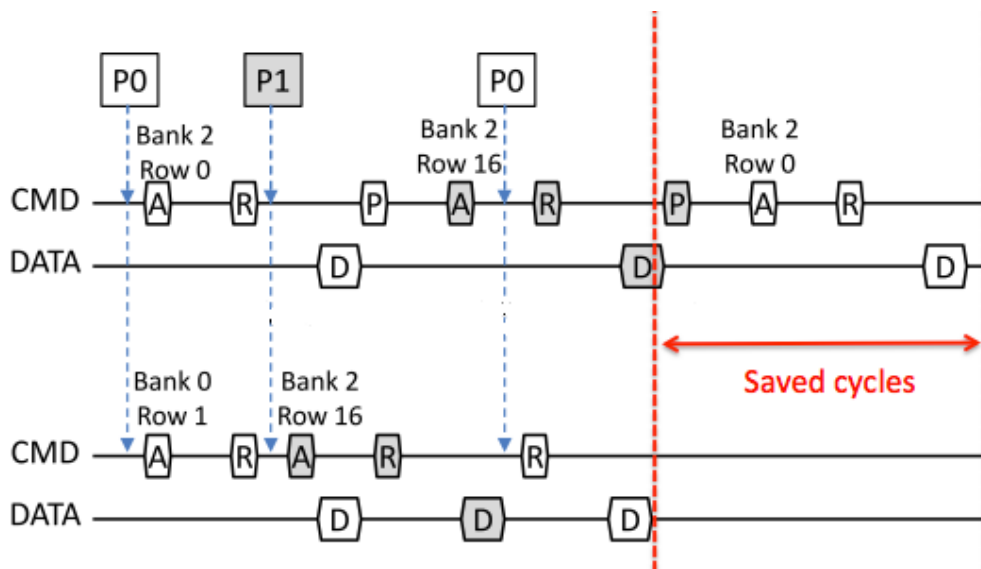 P0 P1 P0
Bank 2 Bank 2 Bank 2
Row 0 Row 16 Row 0
CMD A R P A R P A R
DATA D D D
Saved cycles
Bank 0 Bank 2
Row 1 Row 16
CMD A R A R R
DATA D D D